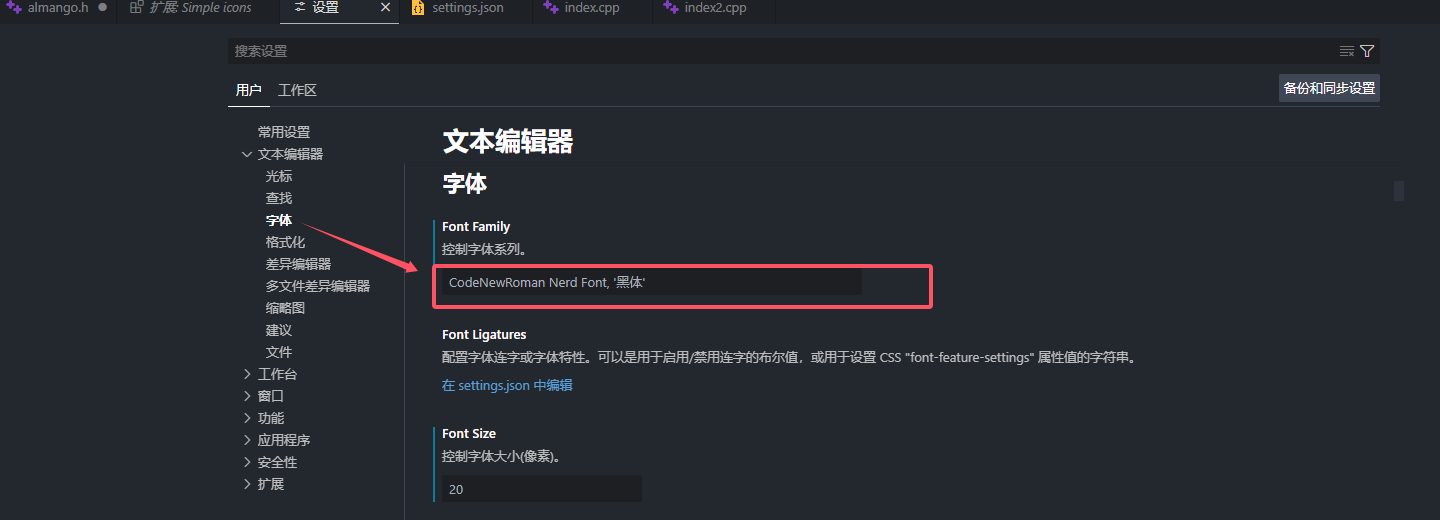 almango.h 扩展: Simple icons 设置 settings.json index.cpp index2.cpp
搜索设置
用户 工作区 备份和同步设置
常用设置
文本编辑器
光标
查找
字体
格式化
差异编辑器
多文件差异编辑器
缩略图
建议
文件
工作台
窗口
功能
应用程序
安全性
扩展
文本编辑器
字体
Font Family
控制字体系列。
CodeNewRoman Nerd Font, '黑体'
Font Ligatures
配置字体连字或字体特性。可以是用于启用/禁用连字的布尔值，或用于设置 CSS "font-feature-settings" 属性值的字符串。
在 settings.json 中编辑
Font Size
控制字体大小(像素)。
20